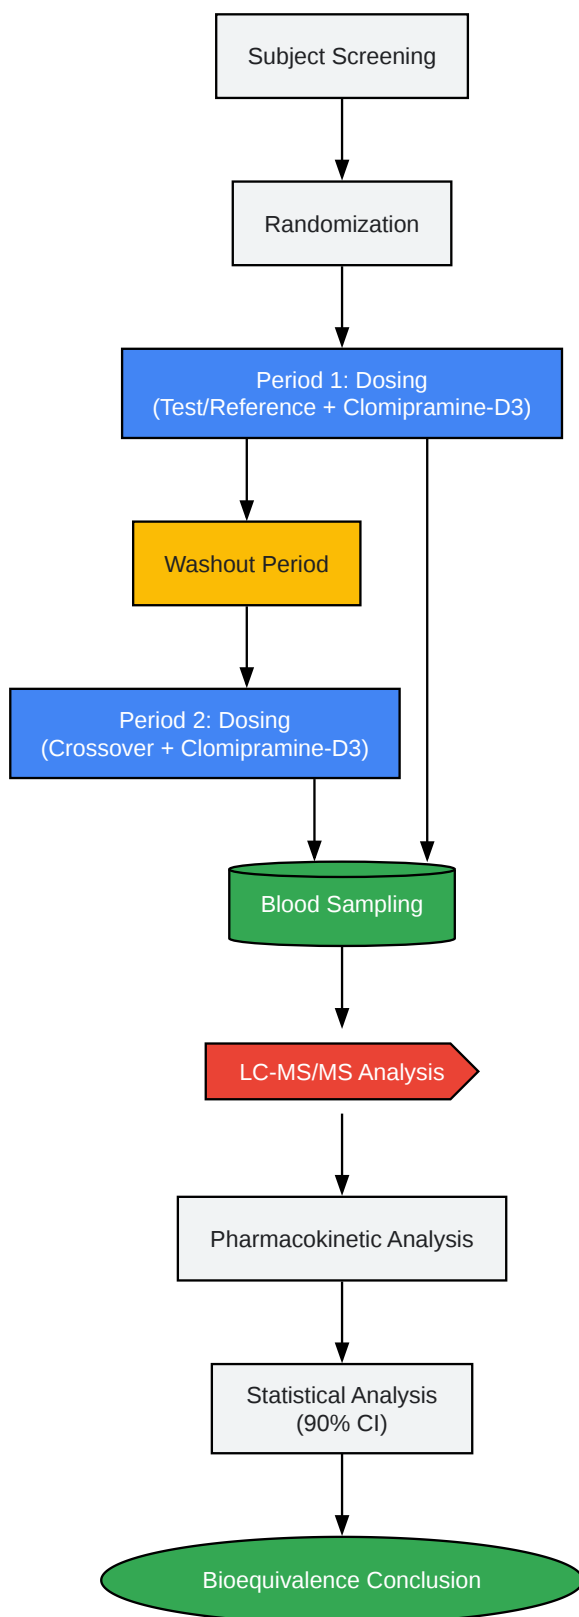 Subject Screening
Randomization
Period 1: Dosing
(Test/Reference + Clomipramine-D3)
Washout Period
Period 2: Dosing
(Crossover + Clomipramine-D3)
Blood Sampling
LC-MS/MS Analysis
Pharmacokinetic Analysis
Statistical Analysis
(90% CI)
Bioequivalence Conclusion